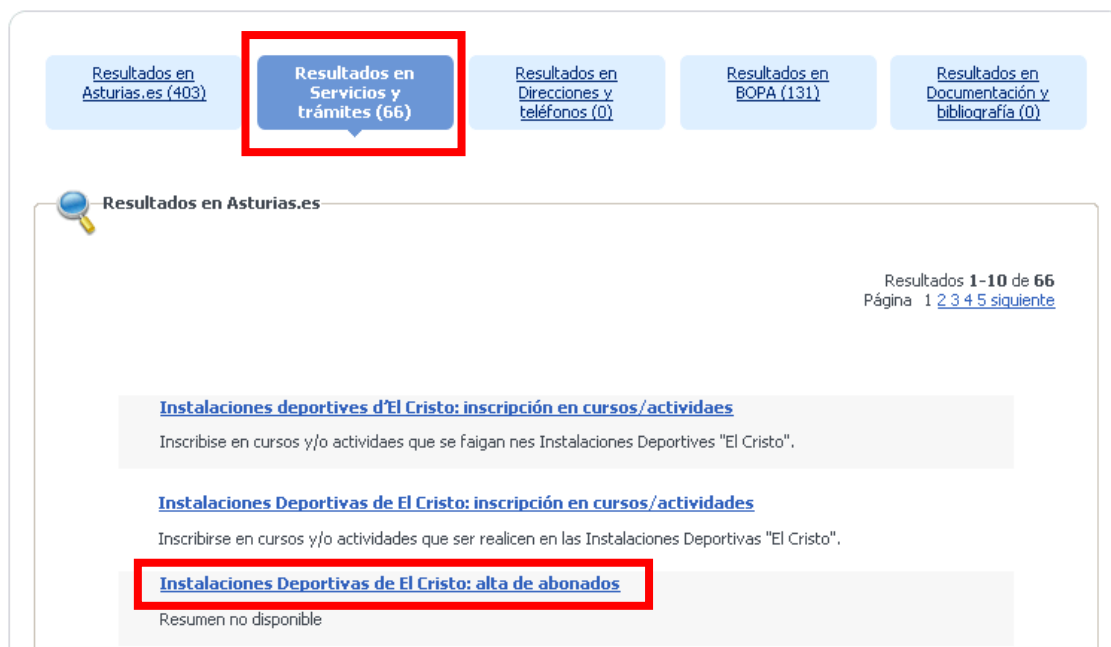 Resultados en
Asturias.es (403)
Resultados en
Servicios y
trámites (66)
Resultados en
Direcciones y
teléfonos (0)
Resultados en
BOPA (131)
Resultados en
Documentación y
bibliografía (0)
Resultados en Asturias.es
Resultados 1-10 de 66
Página 1 2 3 4 5 siguiente
Instalaciones deportives d'El Cristo: inscripción en cursos/actividaes
Inscribise en cursos y/o actividaes que se faigan nes Instalaciones Deportives "El Cristo".
Instalaciones Deportivas de El Cristo: inscripción en cursos/actividades
Inscribirse en cursos y/o actividades que ser realicen en las Instalaciones Deportivas "El Cristo".
Instalaciones Deportivas de El Cristo: alta de abonados
Resumen no disponible